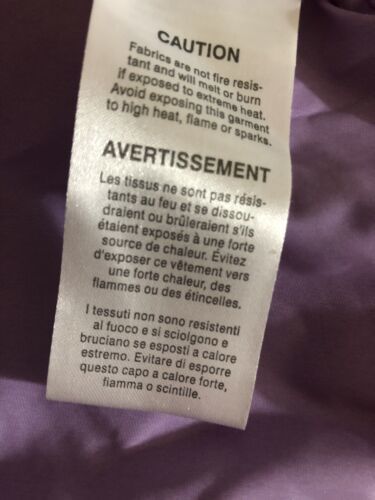 CAUTION
Fabrics are not fire resis-
tant and will melt or burn
if exposed to extreme heat.
Avoid exposing this garment
to high heat, flame or sparks.
AVERTISSEMENT
Les tissus ne sont pas résis-
tants au feu et se dissou-
draient ou brûleraient s'ils
étaient exposés à une forte
source de chaleur. Évitez
d'exposer ce vêtement vers
une forte chaleur, des
flammes ou des étincelles.
I tessuti non sono resistenti
al fuoco e si sciolgono e
bruciano se esposti a calore
estremo. Evitare di esporre
questo capo a calore forte,
fiamma o scintille.